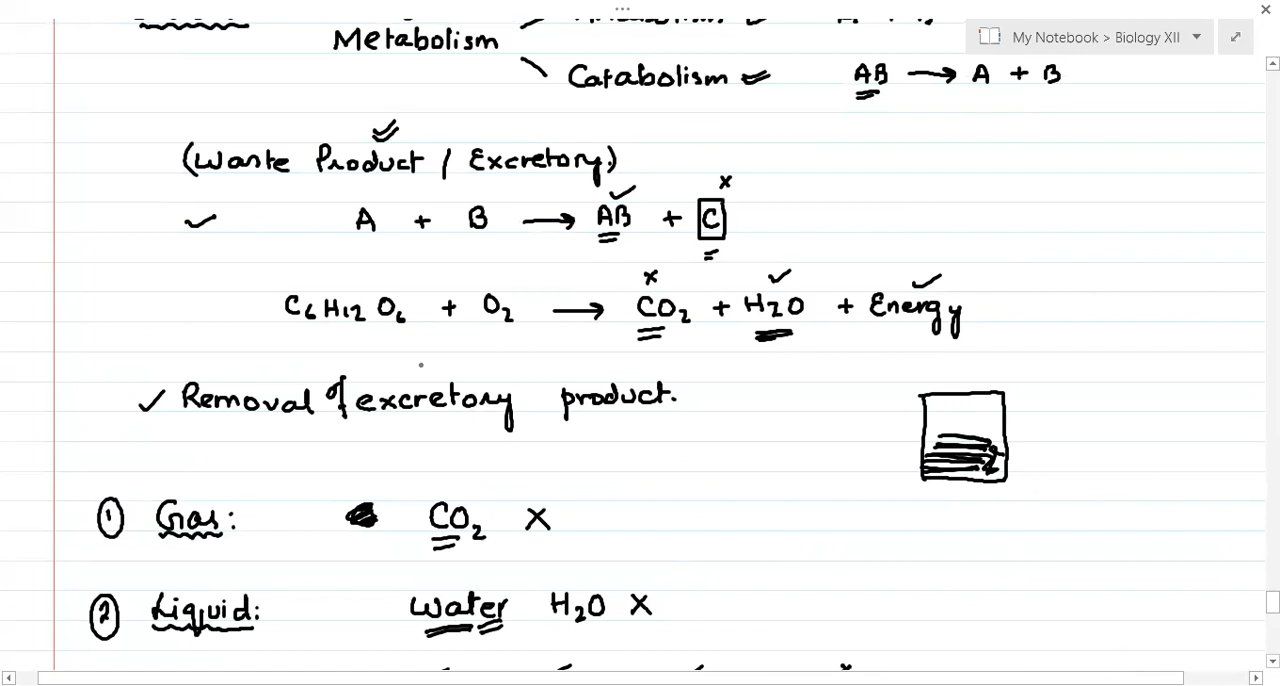 My Notebook > Biology XII
Metabolism
Catabolism AB → A + B
(Waste Product / Excretory)
A + B → AB + C
C6H12O6 + O2 → CO2 + H2O + Energy
Removal of excretory product.
① Gas: CO2 X
② Liquid: water H2O X